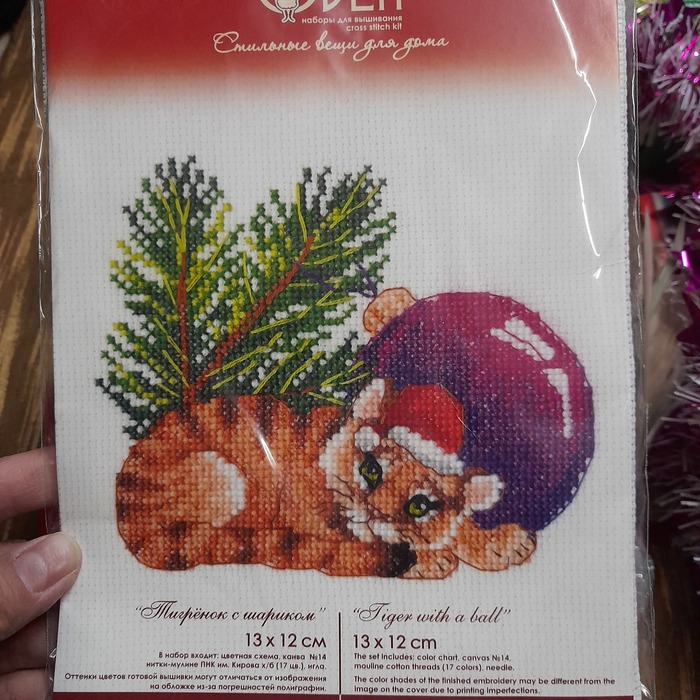 наборы для вышивания
cross stitch kit
Стильные вещи для дома
"Тигрёнок с шариком"
13 х 12 см
В набор входит: цветная схема, канва №14
нитки-мулине ПНК им. Кирова х/б (17 цв.), игла.
Оттенки цветов готовой вышивки могут отличаться от изображения
на обложке из-за погрешностей полиграфии.
"Tiger with a ball"
13 x 12 cm
The set includes: color chart, canvas №14,
mouline cotton threads (17 colors), needle.
The color shades of the finished embroidery may be different from the
image on the cover due to printing imperfections.